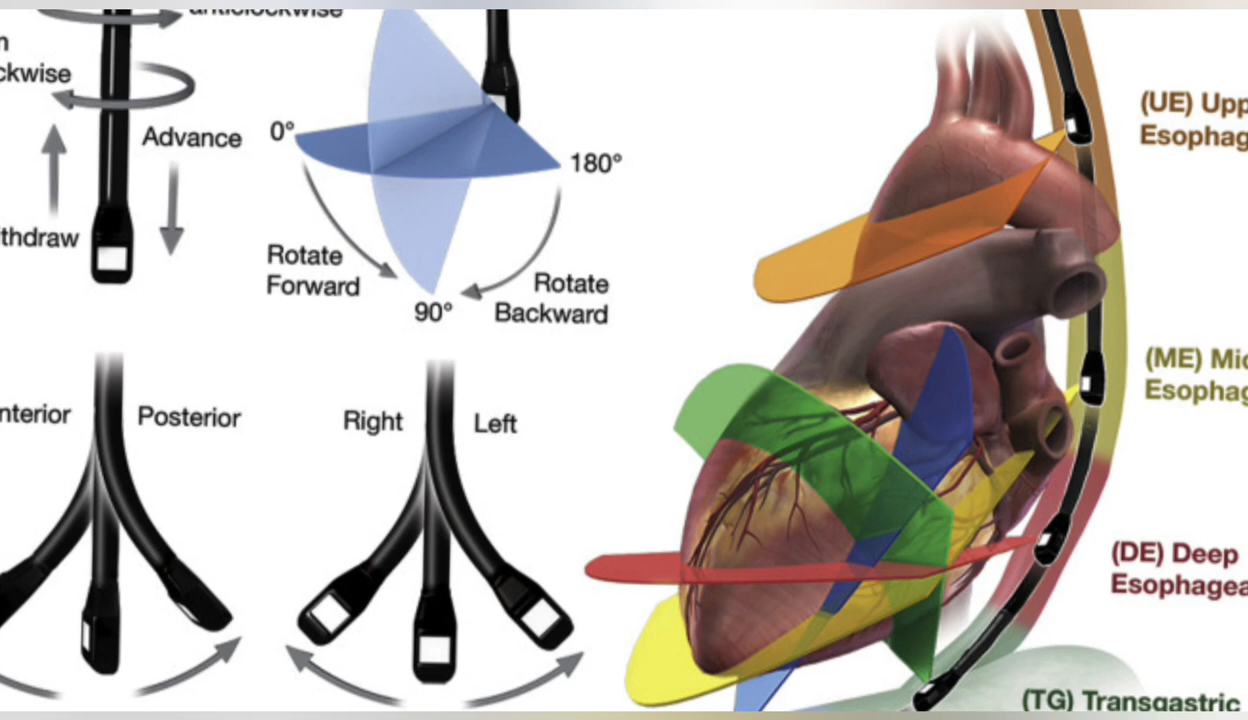 anticlockwise
ckwise
Advance
ithdraw
0°
180°
Rotate
Forward
90°
Rotate
Backward
nterior
Posterior
Right
Left
(UE) Upp
Esophag
(ME) Mid
Esophag
(DE) Deep
Esophagea
(TG) Transgastric